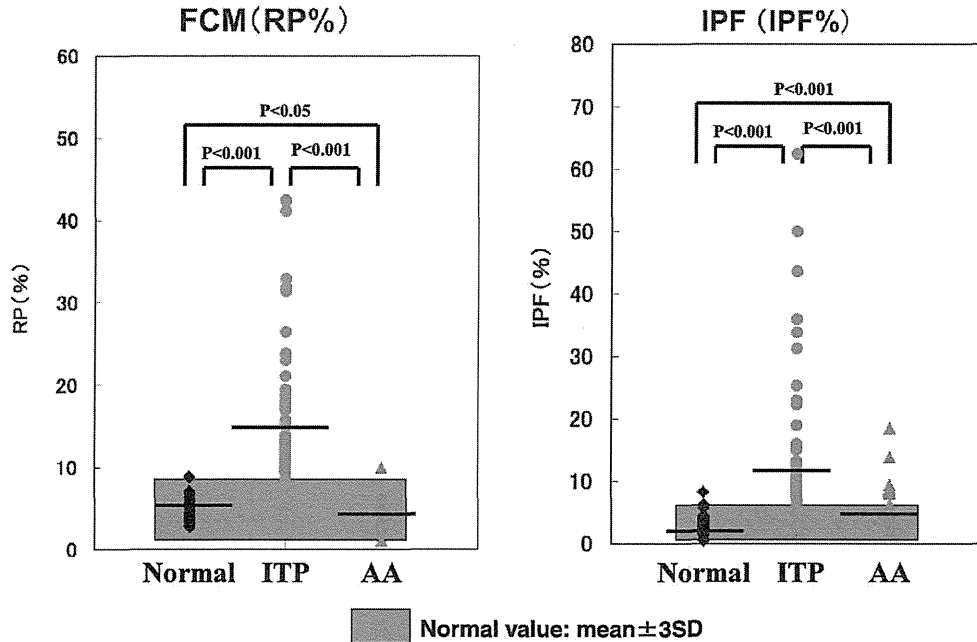 FCM(RP%)
60
50
40
30
20
10
0
RP(%)
P<0.05
P<0.001
P<0.001
Normal
ITP
AA
IPF (IPF%)
80
70
60
50
40
30
20
10
0
IPF(%)
P<0.001
P<0.001
P<0.001
Normal
ITP
AA
Normal value: mean±3SD